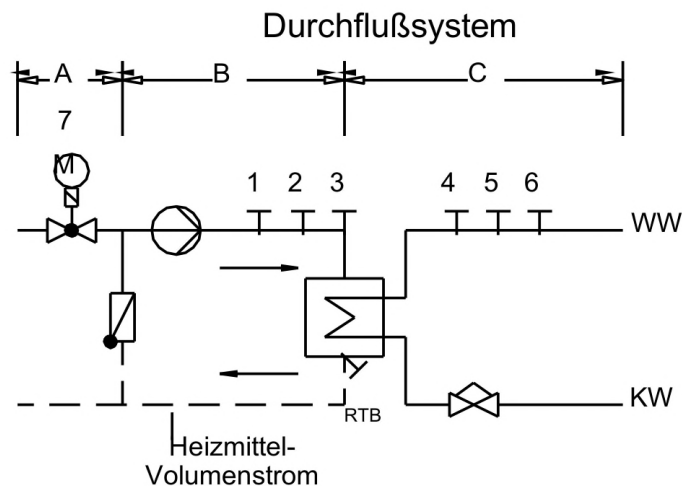 Durchflußsystem
A B C
7
M
1 2 3 4 5 6
WW
KW
RTB
Heizmittel-
Volumenstrom